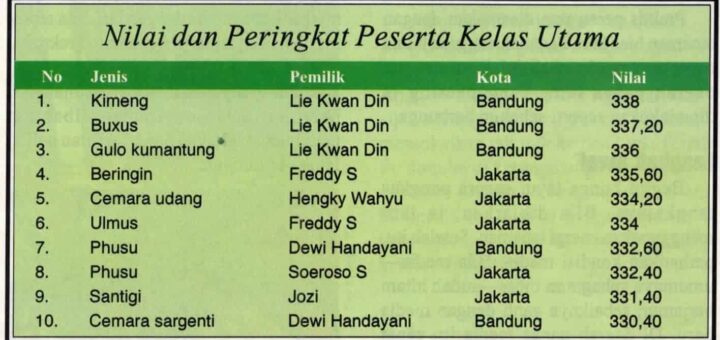 Nilai dan Peringkat Peserta Kelas Utama
No Jenis Pemilik Kota Nilai
1. Kimeng Lie Kwan Din Bandung 338
2. Buxus Lie Kwan Din Bandung 337,20
3. Gulo kumantung Lie Kwan Din Bandung 336
4. Beringin Freddy S Jakarta 335,60
5. Cemara udang Hengky Wahyu Jakarta 334,20
6. Ulmus Freddy S Jakarta 334
7. Phusu Dewi Handayani Bandung 332,60
8. Phusu Soeroso S Jakarta 332,40
9. Santigi Jozi Jakarta 331,40
10. Cemara sargenti Dewi Handayani Bandung 330,40